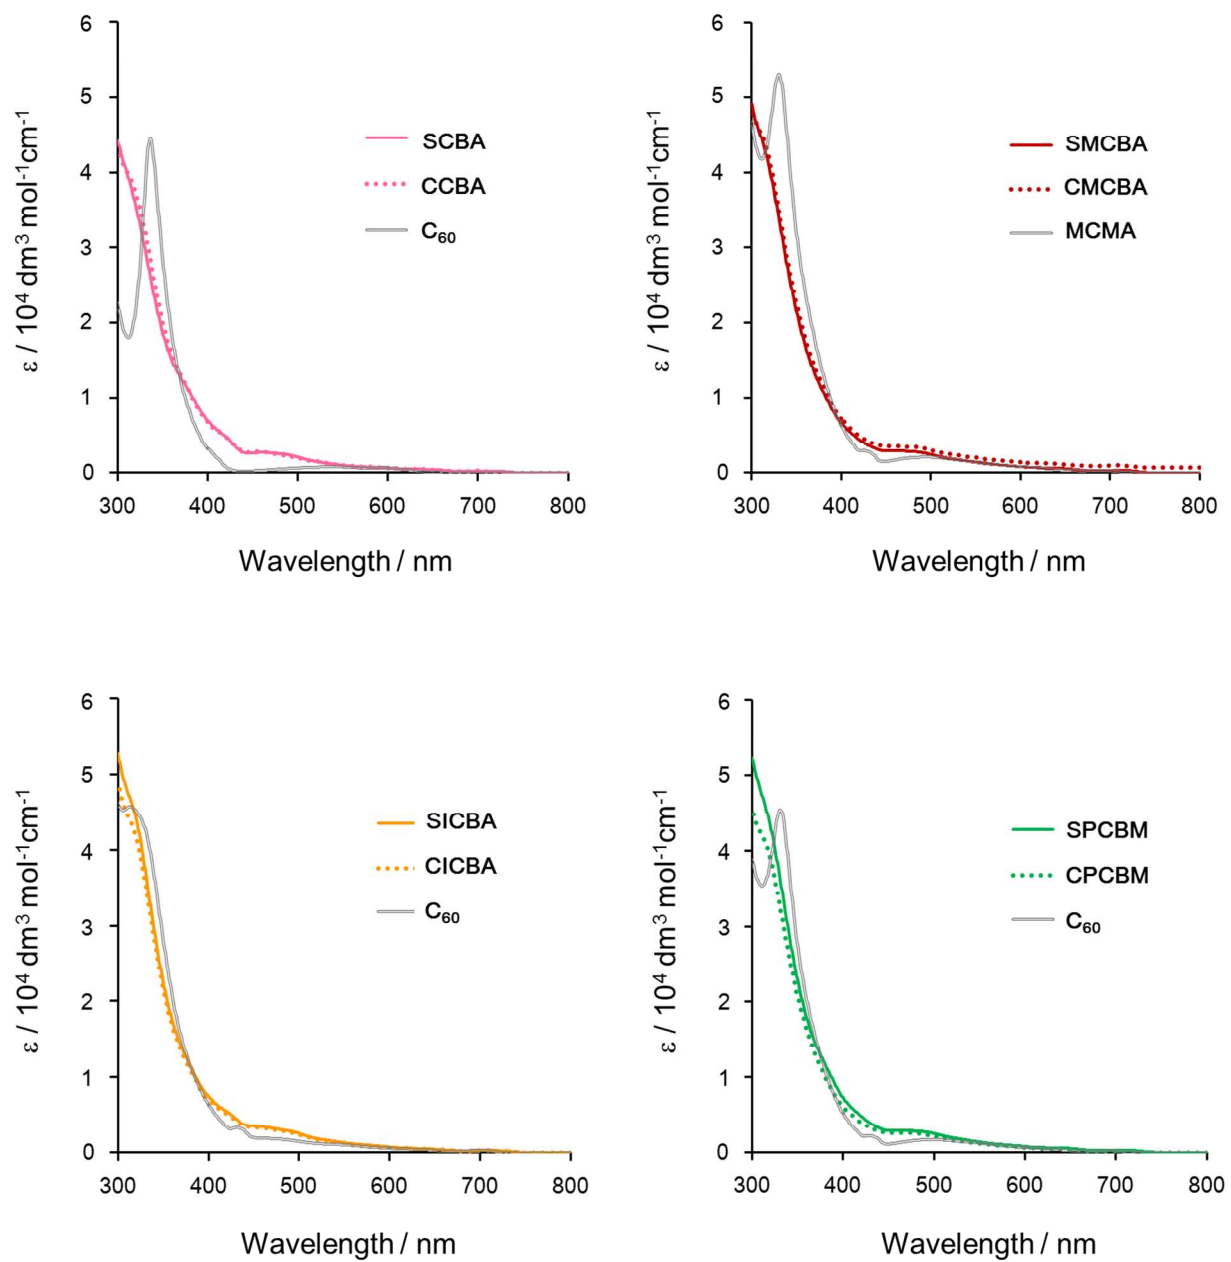 6
5
4
3
2
1
0
ε / 10⁴ dm³ mol⁻¹cm⁻¹
SCBA
CCBA
C₆₀
300 400 500 600 700 800
Wavelength / nm
6
5
4
3
2
1
0
ε / 10⁴ dm³ mol⁻¹cm⁻¹
SMCBA
CMCBA
MCMA
300 400 500 600 700 800
Wavelength / nm
6
5
4
3
2
1
0
ε / 10⁴ dm³ mol⁻¹cm⁻¹
SICBA
CICBA
C₆₀
300 400 500 600 700 800
Wavelength / nm
6
5
4
3
2
1
0
ε / 10⁴ dm³ mol⁻¹cm⁻¹
SPCBM
CPCBM
C₆₀
300 400 500 600 700 800
Wavelength / nm